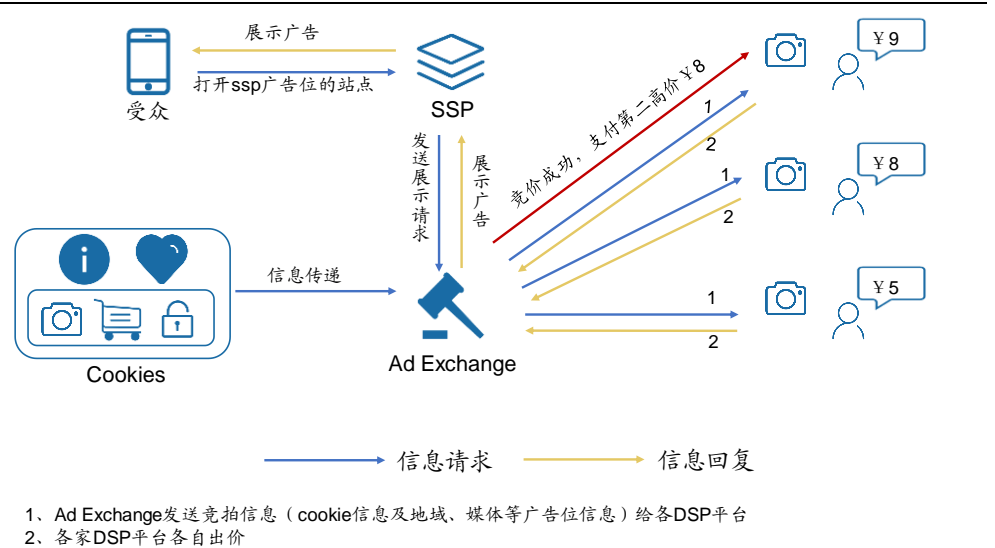 展示广告
打开ssp广告位的站点
受众
SSP
发送展示请求
展示广告
竞价成功，支付第二高价￥8
1
2
1
2
1
2
￥9
￥8
￥5
信息传递
Cookies
Ad Exchange
信息请求
信息回复
1、Ad Exchange发送竞拍信息（cookie信息及地域、媒体等广告位信息）给各DSP平台
2、各家DSP平台各自出价